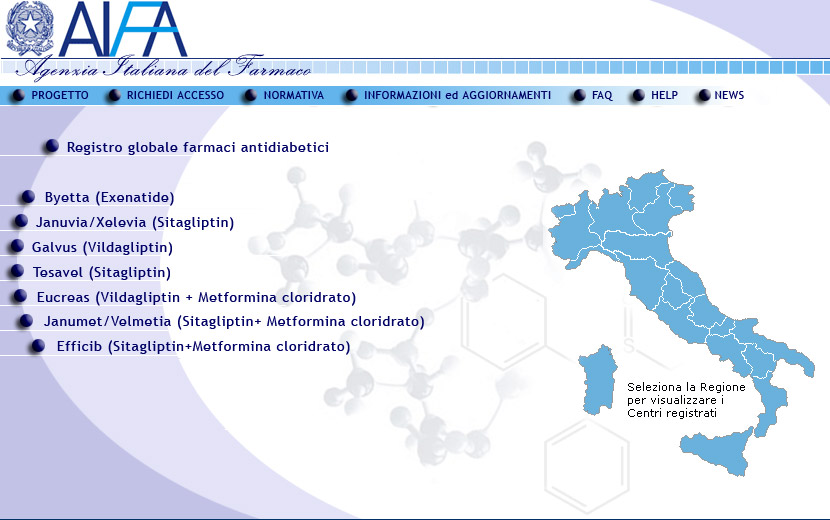 AIFA
Agenzia Italiana del Farmaco
PROGETTO RICHIEDI ACCESSO NORMATIVA INFORMAZIONI ed AGGIORNAMENTI FAQ HELP NEWS
Registro globale farmaci antidiabetici
Byetta (Exenatide)
Januvia/Xelevia (Sitagliptin)
Galvus (Vildagliptin)
Tesavel (Sitagliptin)
Eucreas (Vildagliptin + Metformina cloridrato)
Janumet/Velmetia (Sitagliptin+ Metformina cloridrato)
Efficib (Sitagliptin+Metformina cloridrato)
S
Seleziona la Regione
per visualizzare i
Centri registrati